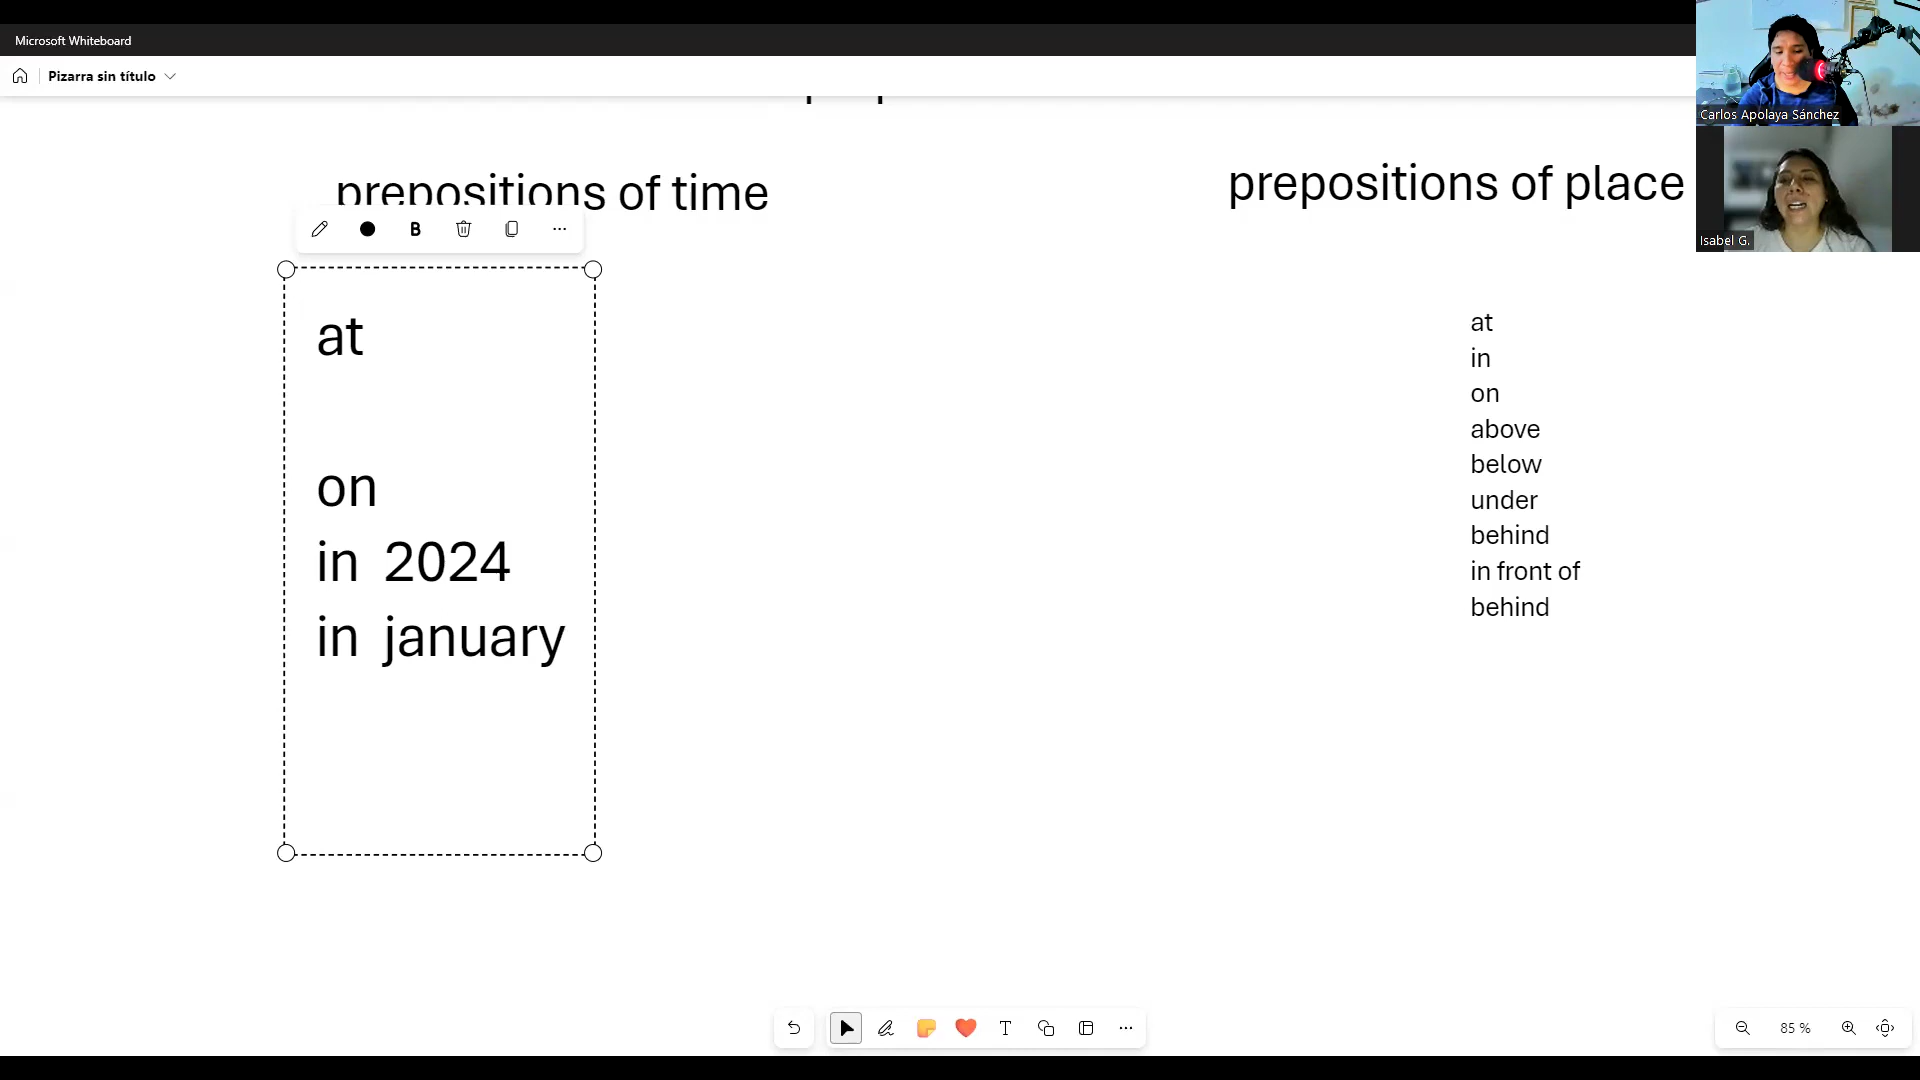 Microsoft Whiteboard
Pizarra sin título
prepositions of time
prepositions of place
B
at
on
in 2024
in january
at
in
on
above
below
under
behind
in front of
behind
Carlos Apolaya Sánchez
Isabel G.
85 %